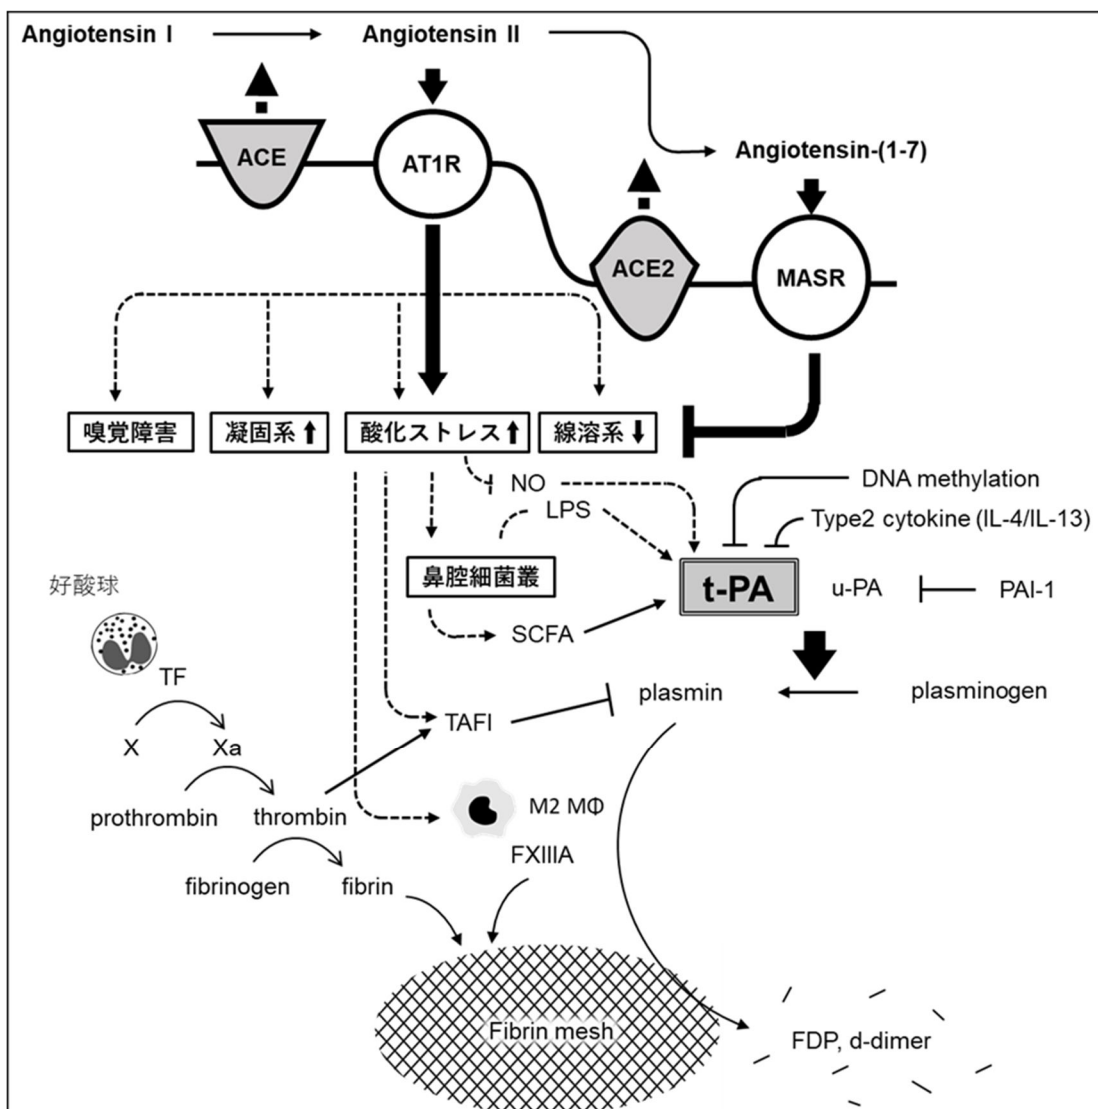 Angiotensin I
Angiotensin II
ACE
AT1R
Angiotensin-(1-7)
ACE2
MASR
嗅覚障害
凝固系
酸化ストレス
線溶系
NO
LPS
DNA methylation
Type2 cytokine (IL-4/IL-13)
鼻腔細菌叢
t-PA
u-PA
PAI-1
好酸球
SCFA
TF
plasmin
plasminogen
TAFI
X
Xa
prothrombin
thrombin
M2 MΦ
FXIIIA
fibrinogen
fibrin
Fibrin mesh
FDP, d-dimer